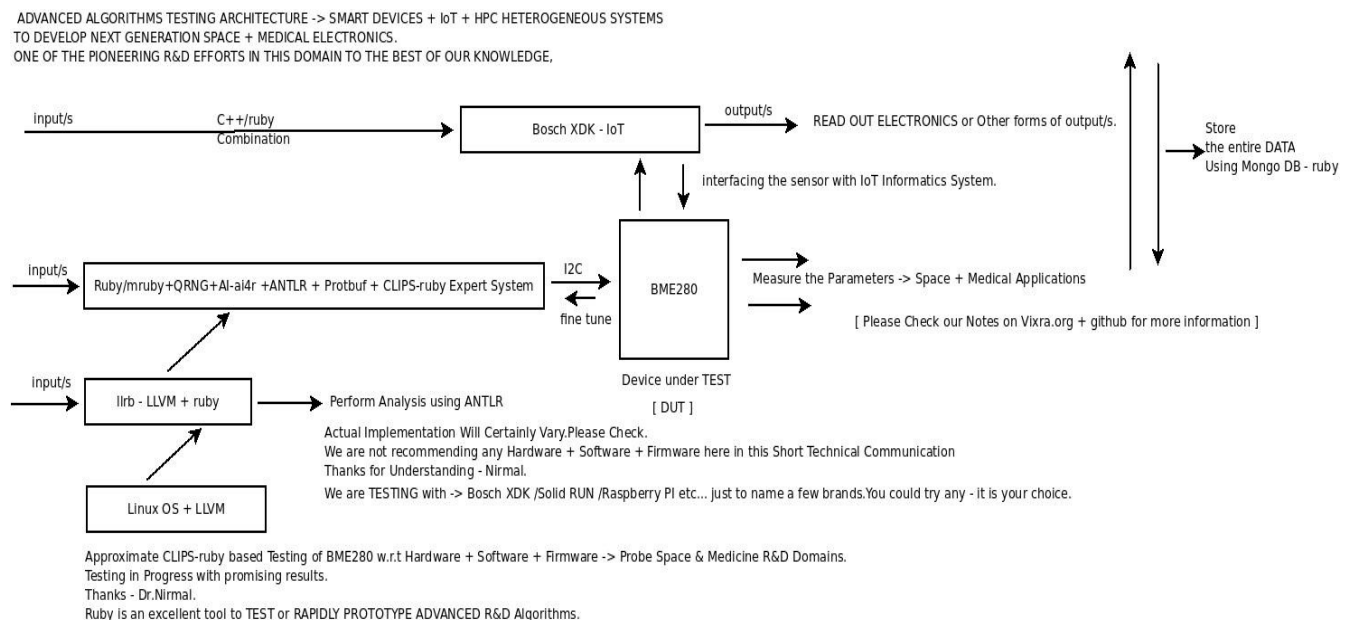 ADVANCED ALGORITHMS TESTING ARCHITECTURE -> SMART DEVICES + IoT + HPC HETEROGENEOUS SYSTEMS
TO DEVELOP NEXT GENERATION SPACE + MEDICAL ELECTRONICS.
ONE OF THE PIONEERING R&D EFFORTS IN THIS DOMAIN TO THE BEST OF OUR KNOWLEDGE,
input/s
C++/ruby
Combination
Bosch XDK - IoT
output/s
READ OUT ELECTRONICS or Other forms of output/s.
Store
the entire DATA
Using Mongo DB - ruby
interfacing the sensor with IoT Informatics System.
input/s
Ruby/mruby+QRNG+AI-ai4r +ANTLR + Protbuf + CLIPS-ruby Expert System
I2C
fine tune
BME280
Measure the Parameters -> Space + Medical Applications
[ Please Check our Notes on Vixra.org + github for more information ]
Device under TEST
[ DUT ]
input/s
llrb - LLVM + ruby
Perform Analysis using ANTLR
Actual Implementation Will Certainly Vary.Please Check.
We are not recommending any Hardware + Software + Firmware here in this Short Technical Communication
Thanks for Understanding - Nirmal.
We are TESTING with -> Bosch XDK /Solid RUN /Raspberry PI etc... just to name a few brands.You could try any - it is your choice.
Linux OS + LLVM
Approximate CLIPS-ruby based Testing of BME280 w.r.t Hardware + Software + Firmware -> Probe Space & Medicine R&D Domains.
Testing in Progress with promising results.
Thanks - Dr.Nirmal.
Ruby is an excellent tool to TEST or RAPIDLY PROTOTYPE ADVANCED R&D Algorithms.